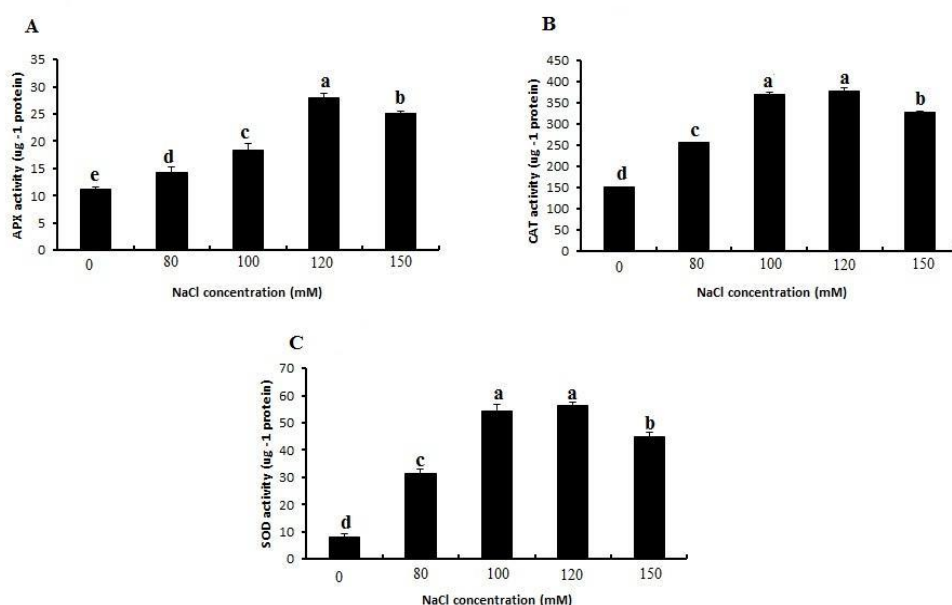 A
APX activity (ug -1 protein)
35
30
25
20
15
10
5
0
e
d
c
a
b
0 80 100 120 150
NaCl concentration (mM)
B
CAT activity (ug -1 protein)
450
400
350
300
250
200
150
100
50
0
d
c
a
a
b
0 80 100 120 150
NaCl concentration (mM)
C
SOD activity (ug -1 protein)
70
60
50
40
30
20
10
0
d
c
a
a
b
0 80 100 120 150
NaCl concentration (mM)